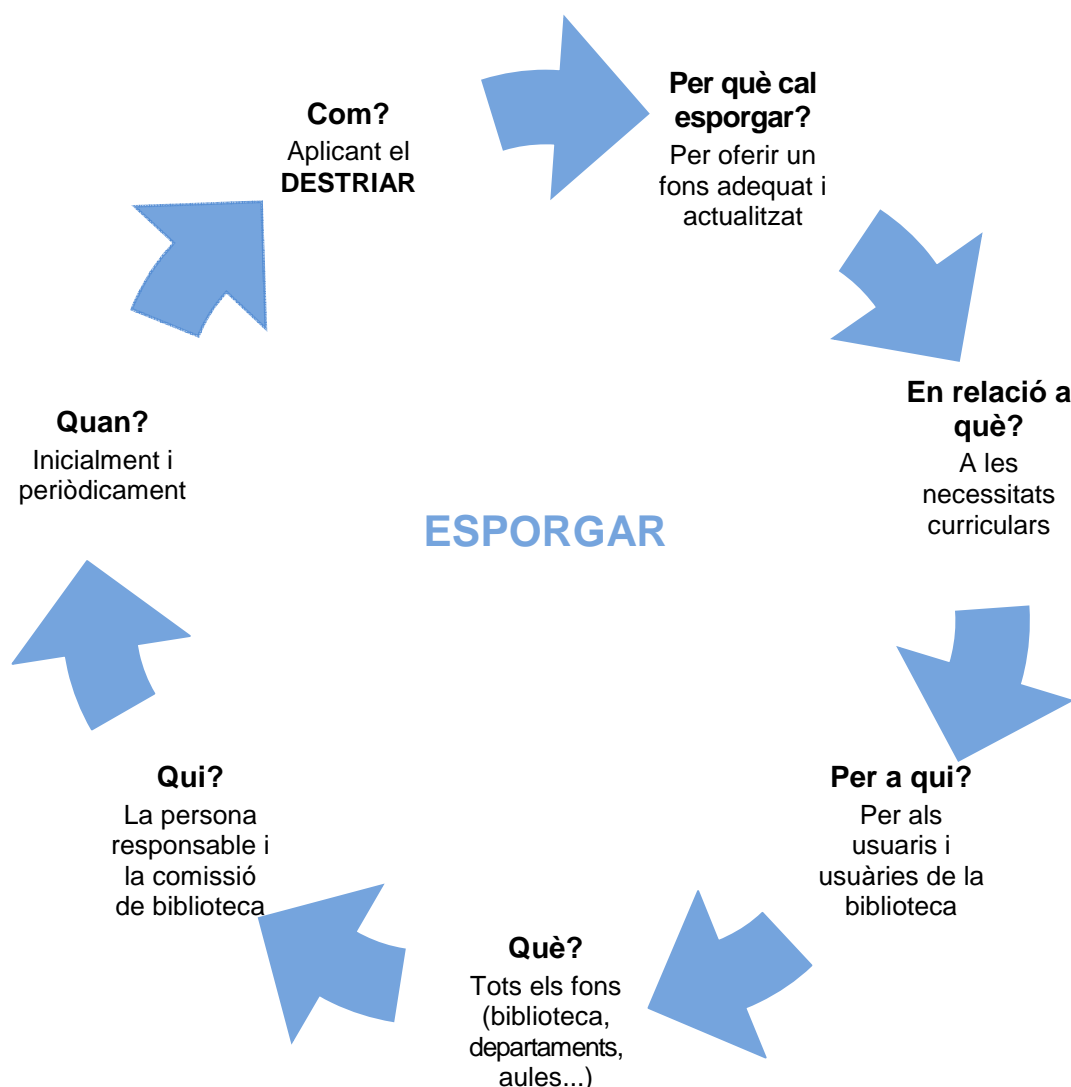 Per què cal
esporgar?
Per oferir un
fons adequat i
actualitzat
En relació a
què?
A les
necessitats
curriculars
Per a qui?
Per als
usuaris i
usuàries de la
biblioteca
Què?
Tots els fons
(biblioteca,
departaments,
aules...)
Qui?
La persona
responsable i
la comissió
de biblioteca
Quan?
Inicialment i
periòdicament
Com?
Aplicant el
DESTRIAR
ESPORGAR